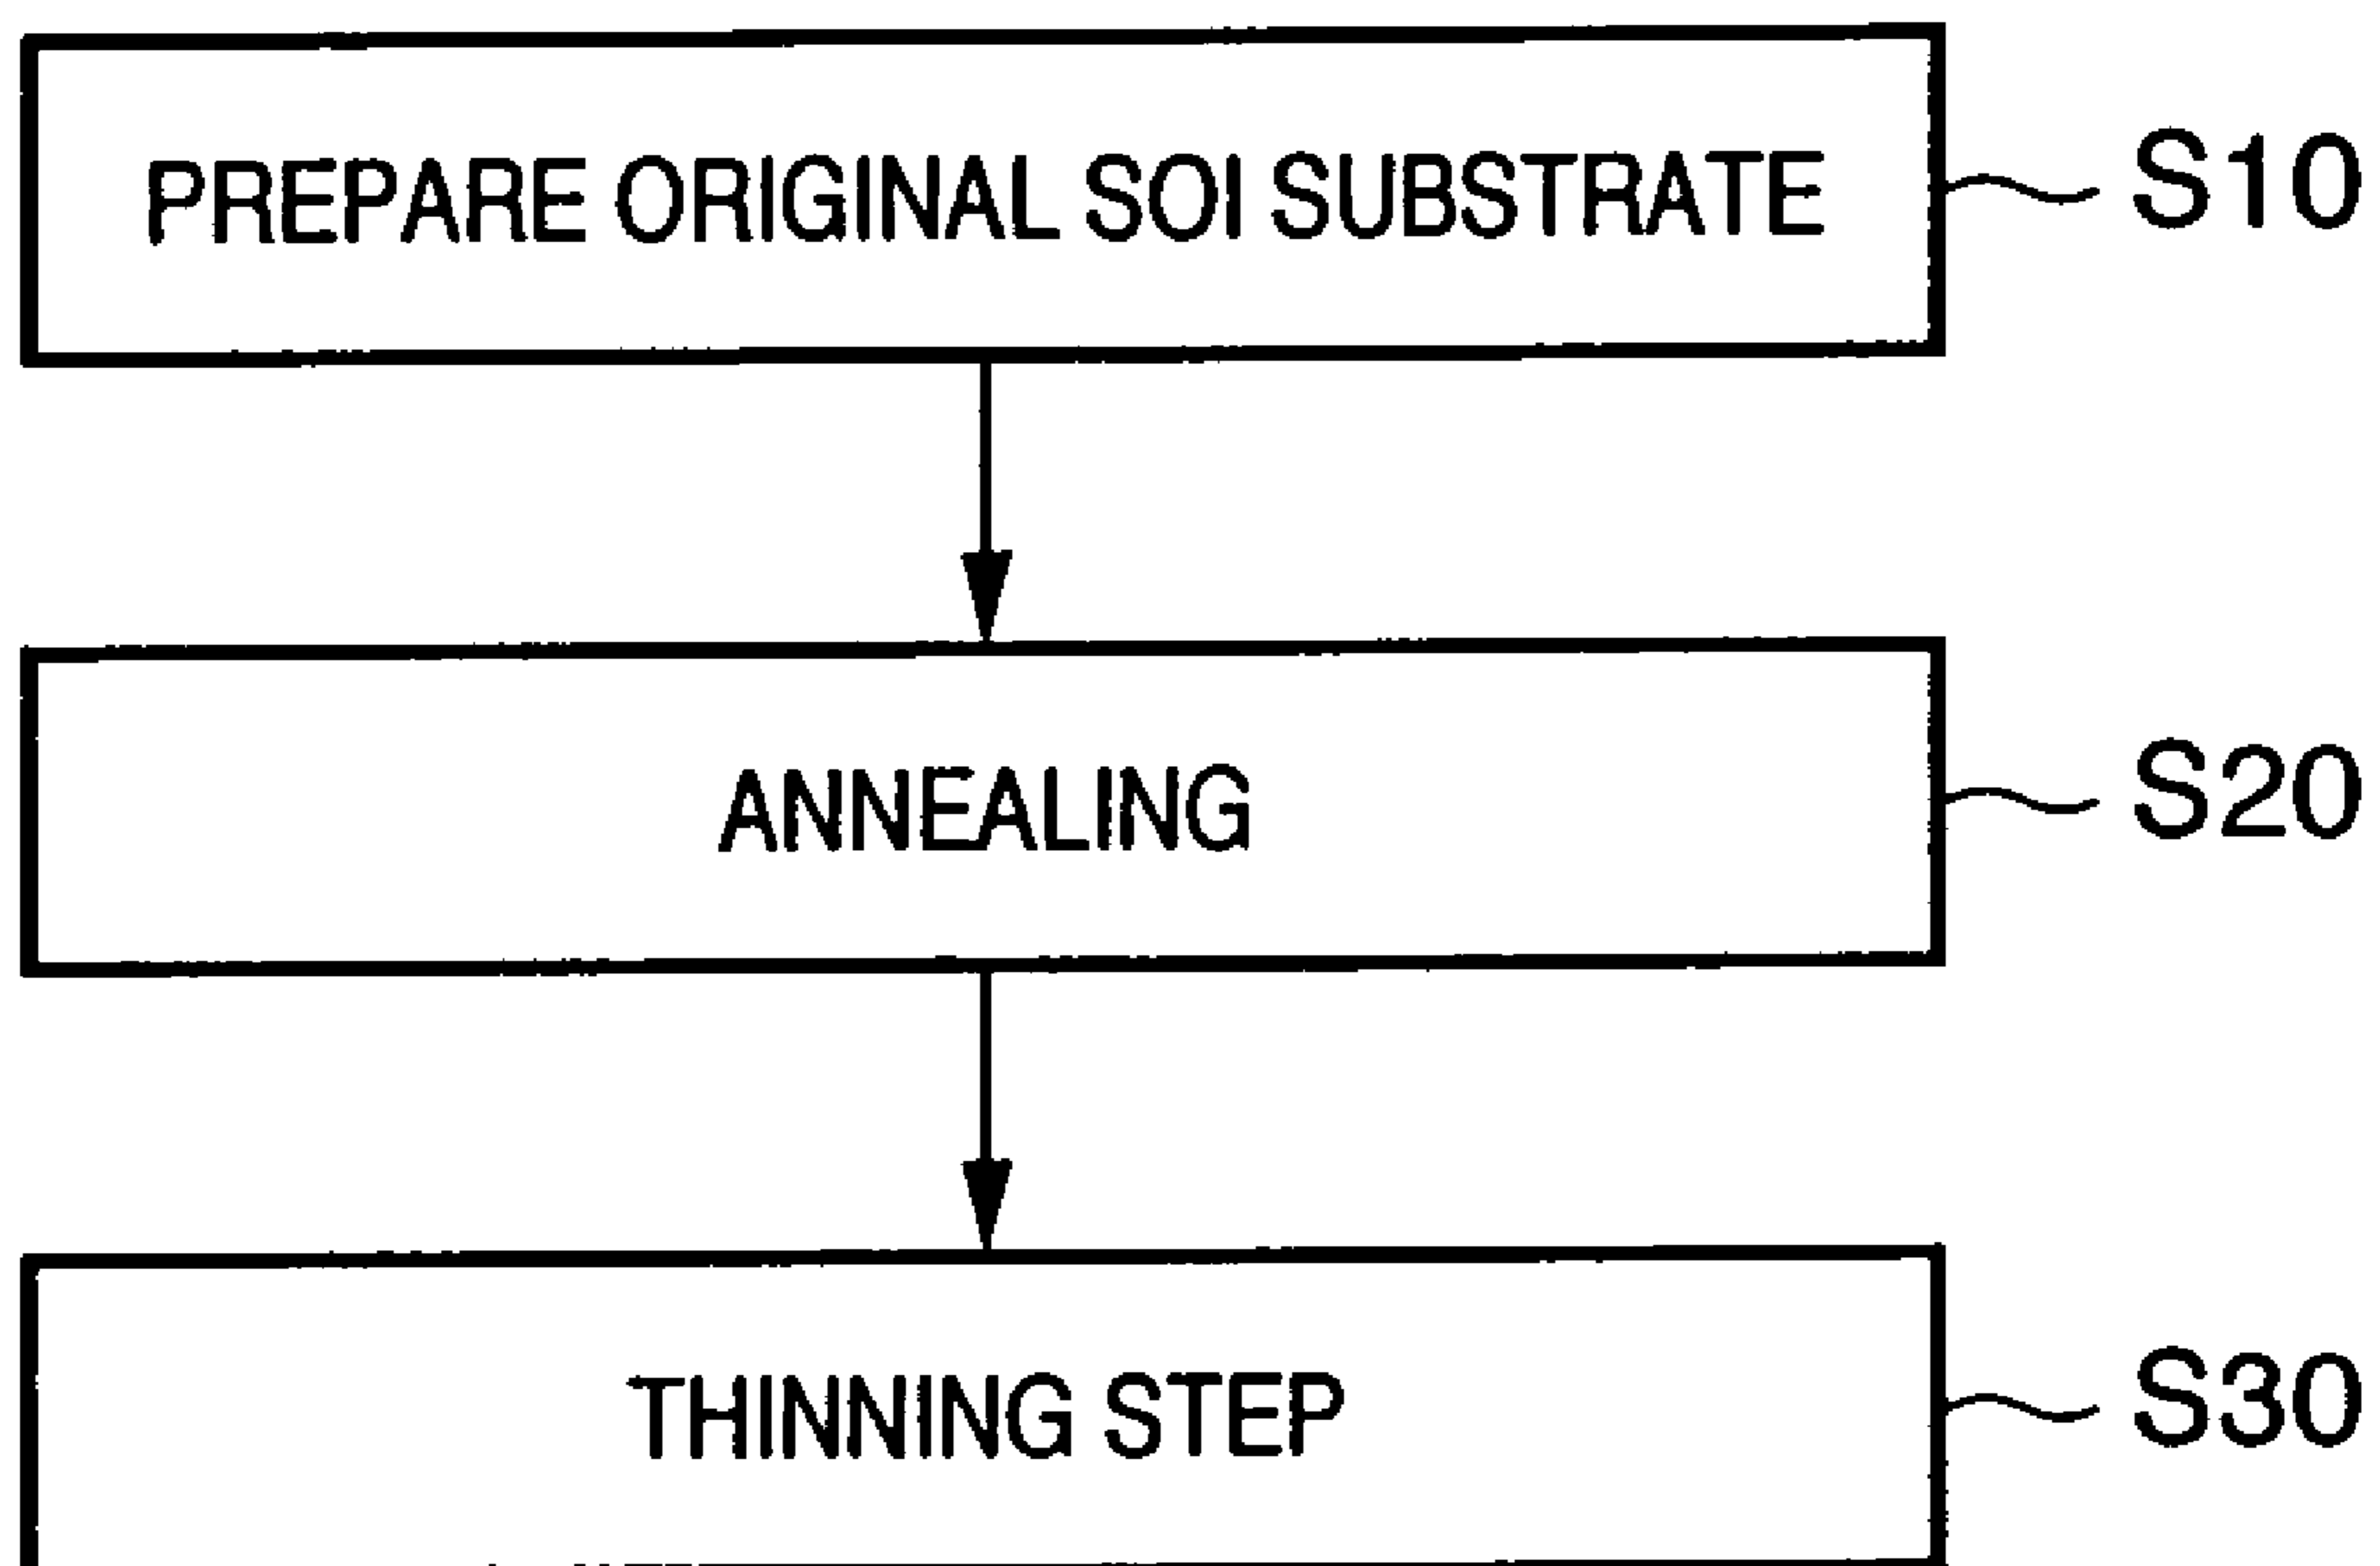 PREPARE ORIGINAL SOI SUBSTRATE
S10
ANNEALING
S20
THINNING STEP
S30